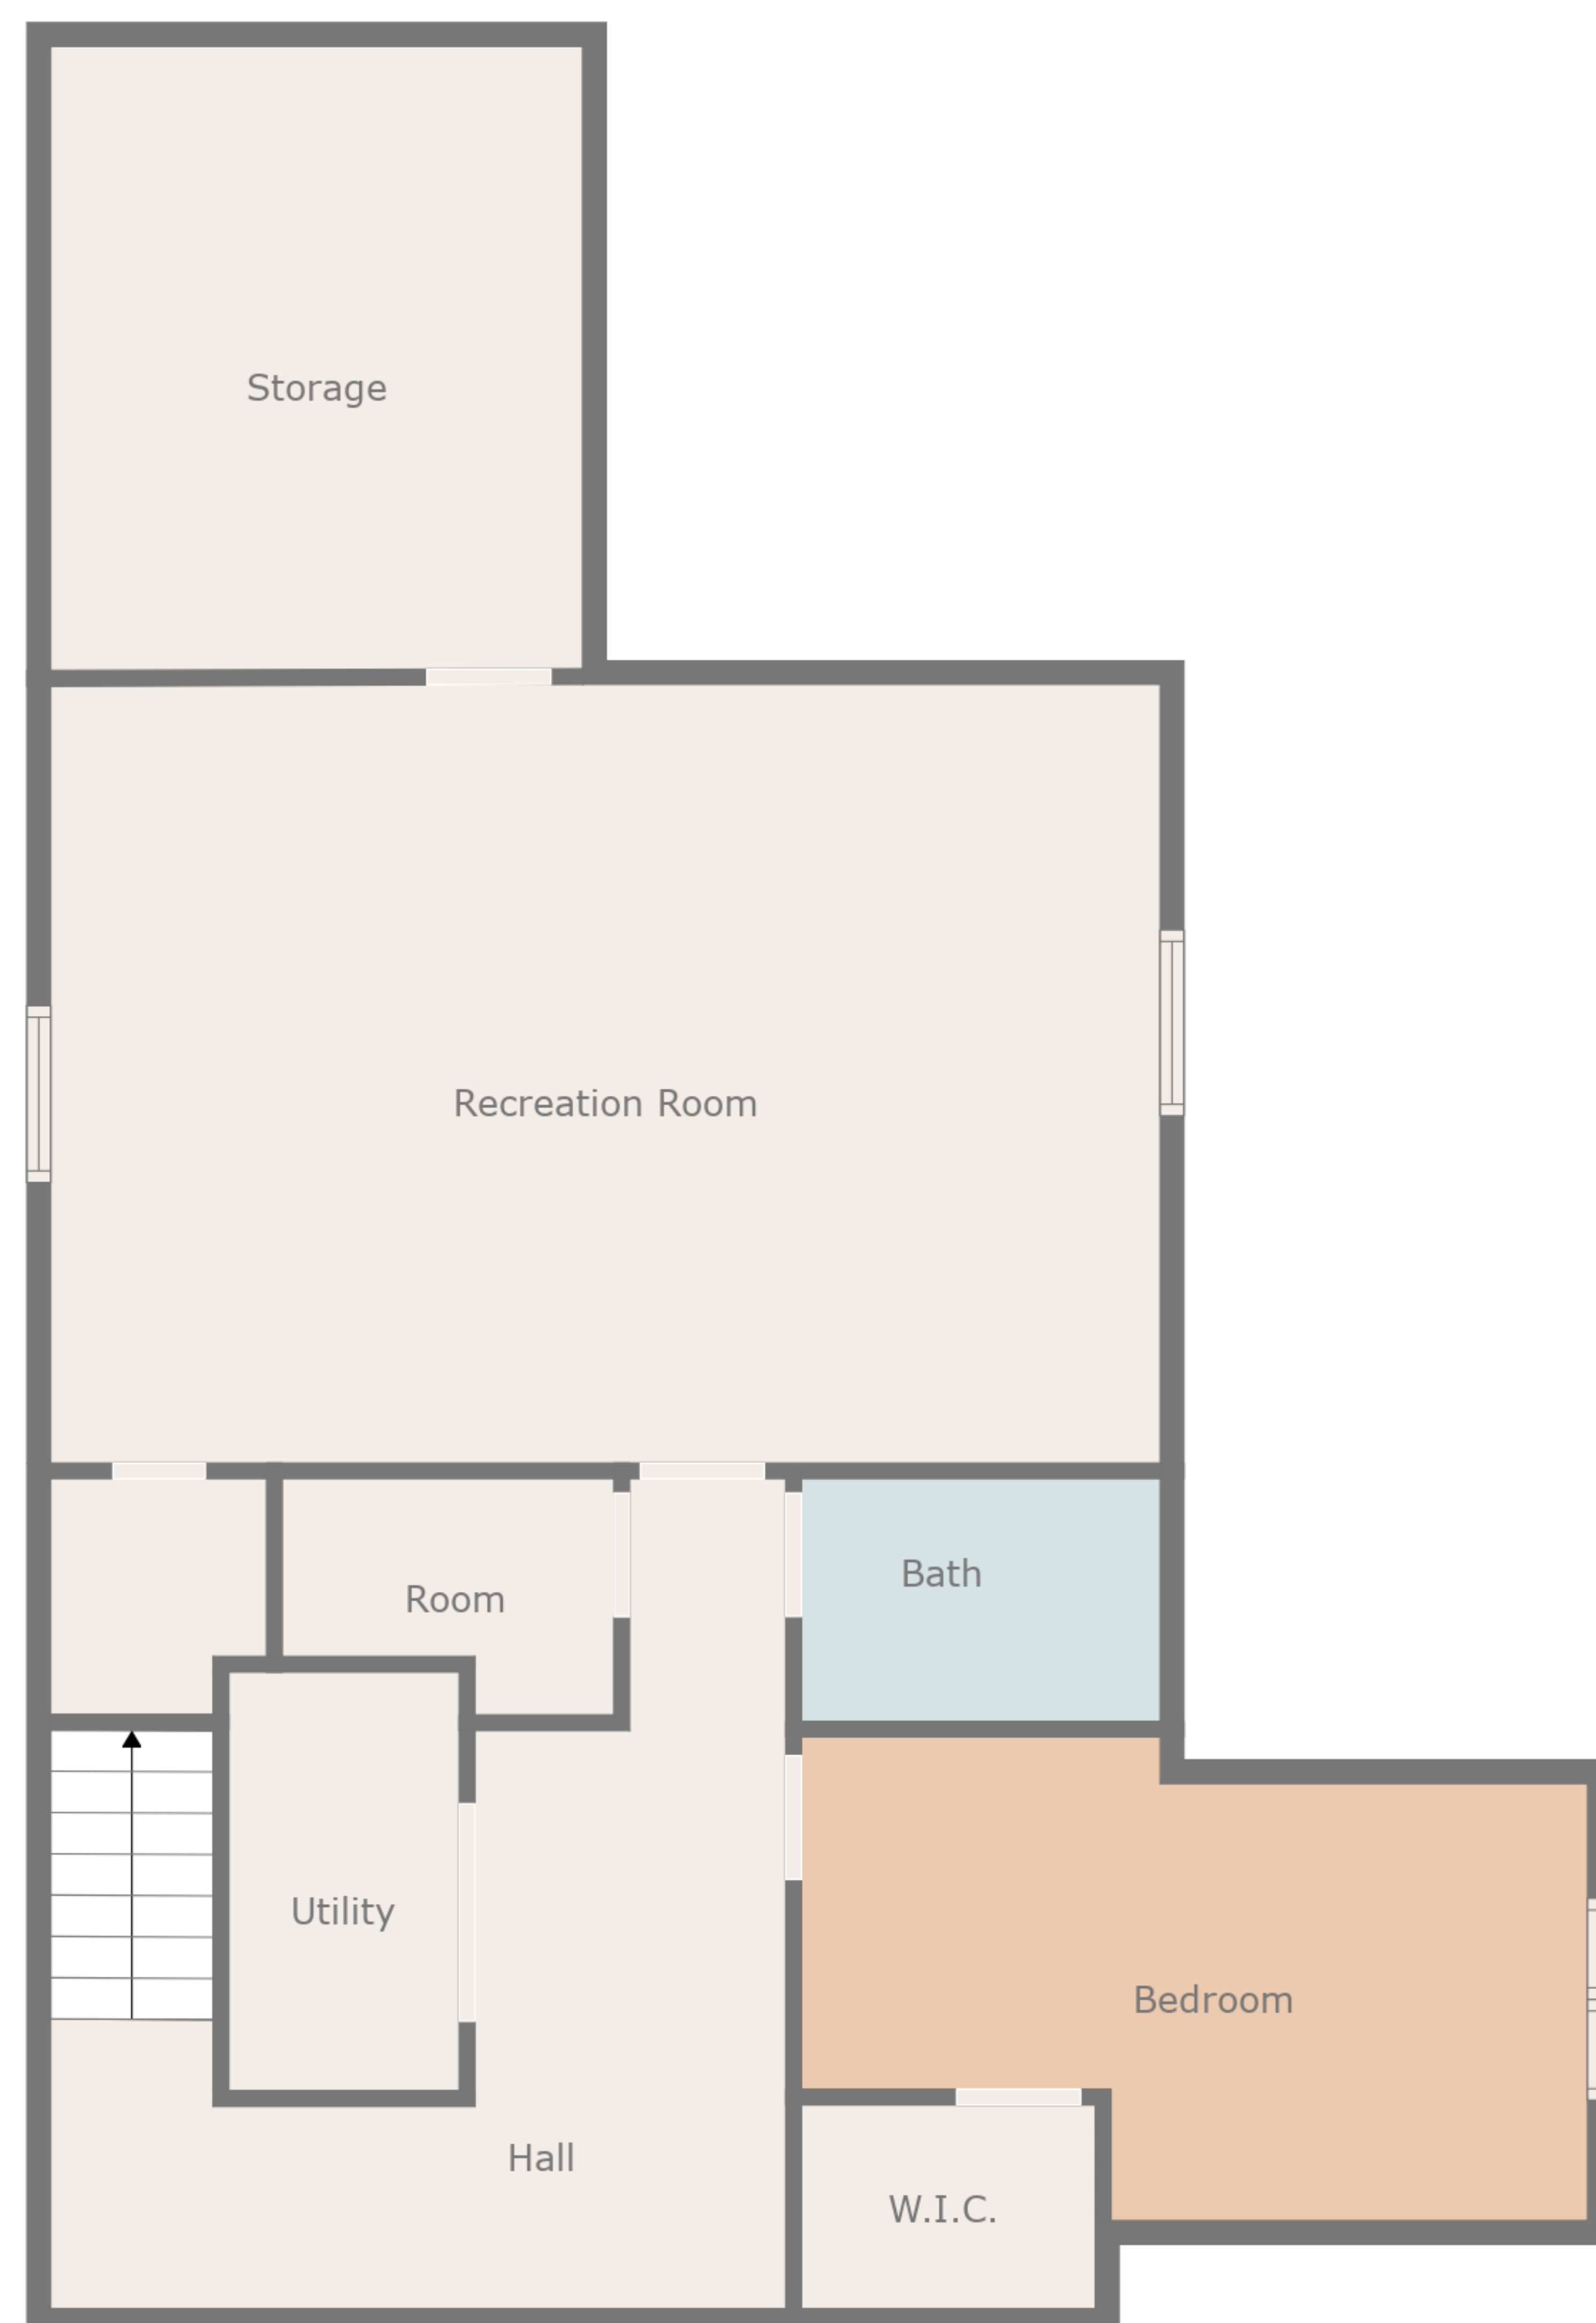 Storage
Recreation Room
Bath
Room
Utility
Bedroom
Hall
W.I.C.